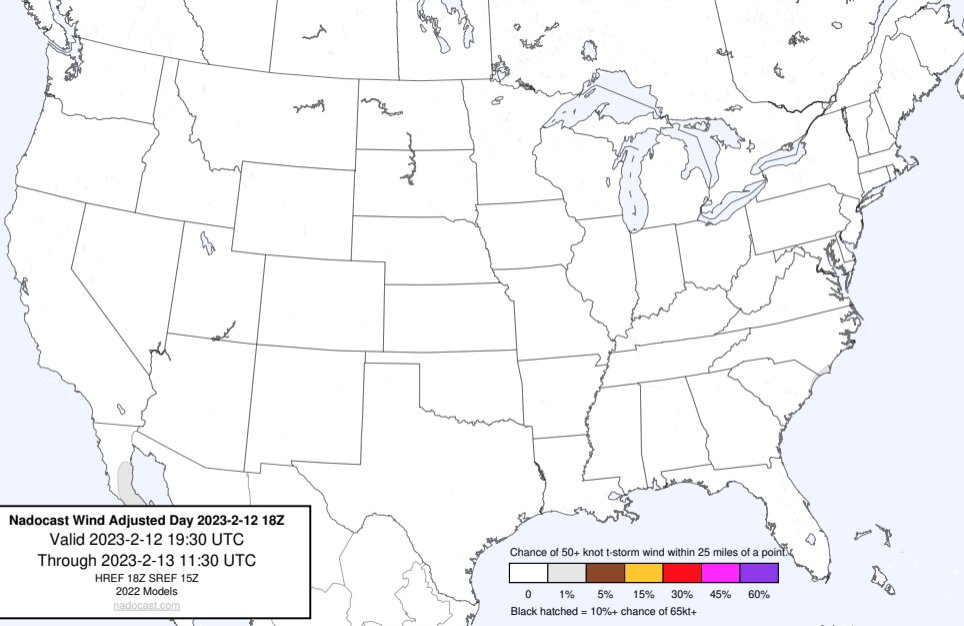 Nadocast Wind Adjusted Day 2023-2-12 18Z
Valid 2023-2-12 19:30 UTC
Through 2023-2-13 11:30 UTC
HREF 18Z SREF 15Z
2022 Models
nadocast.com
Chance of 50+ knot t-storm wind within 25 miles of a point.
0 1% 5% 15% 30% 45% 60%
Black hatched = 10%+ chance of 65kt+